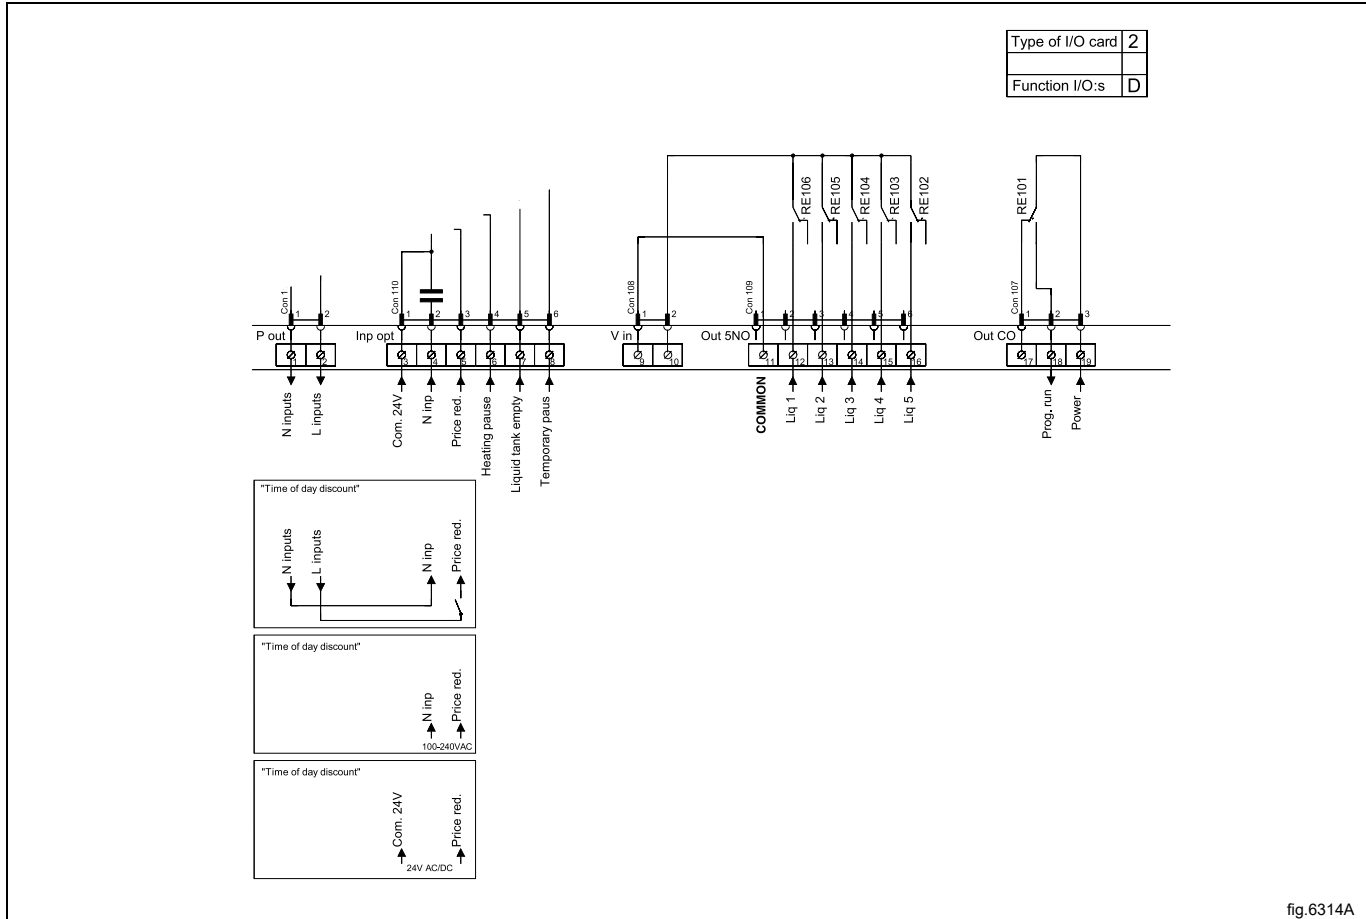 Type of I/O card 2
Function I/O:s D
RE106
RE105
RE104
RE103
RE102
RE101
Con 1
Con 110
Con 108
Con 109
Con 107
1 2
1 2 3 4 5 6
1 2
1 2 3 4 5 6
1 2 3
P out
Inp opt
V in
Out 5NO
Out CO
1 2
3 4 5 6 7 8
9 10
11 12 13 14 15 16
17 18 19
N inputs
L inputs
Com. 24V
N inp
Price red.
Heating pause
Liquid tank empty
Temporary paus
COMMON
Liq 1
Liq 2
Liq 3
Liq 4
Liq 5
Prog. run
Power
"Time of day discount"
N inputs
L inputs
N inp
Price red.
"Time of day discount"
N inp
Price red.
100-240VAC
"Time of day discount"
Com. 24V
Price red.
24V AC/DC
fig.6314A